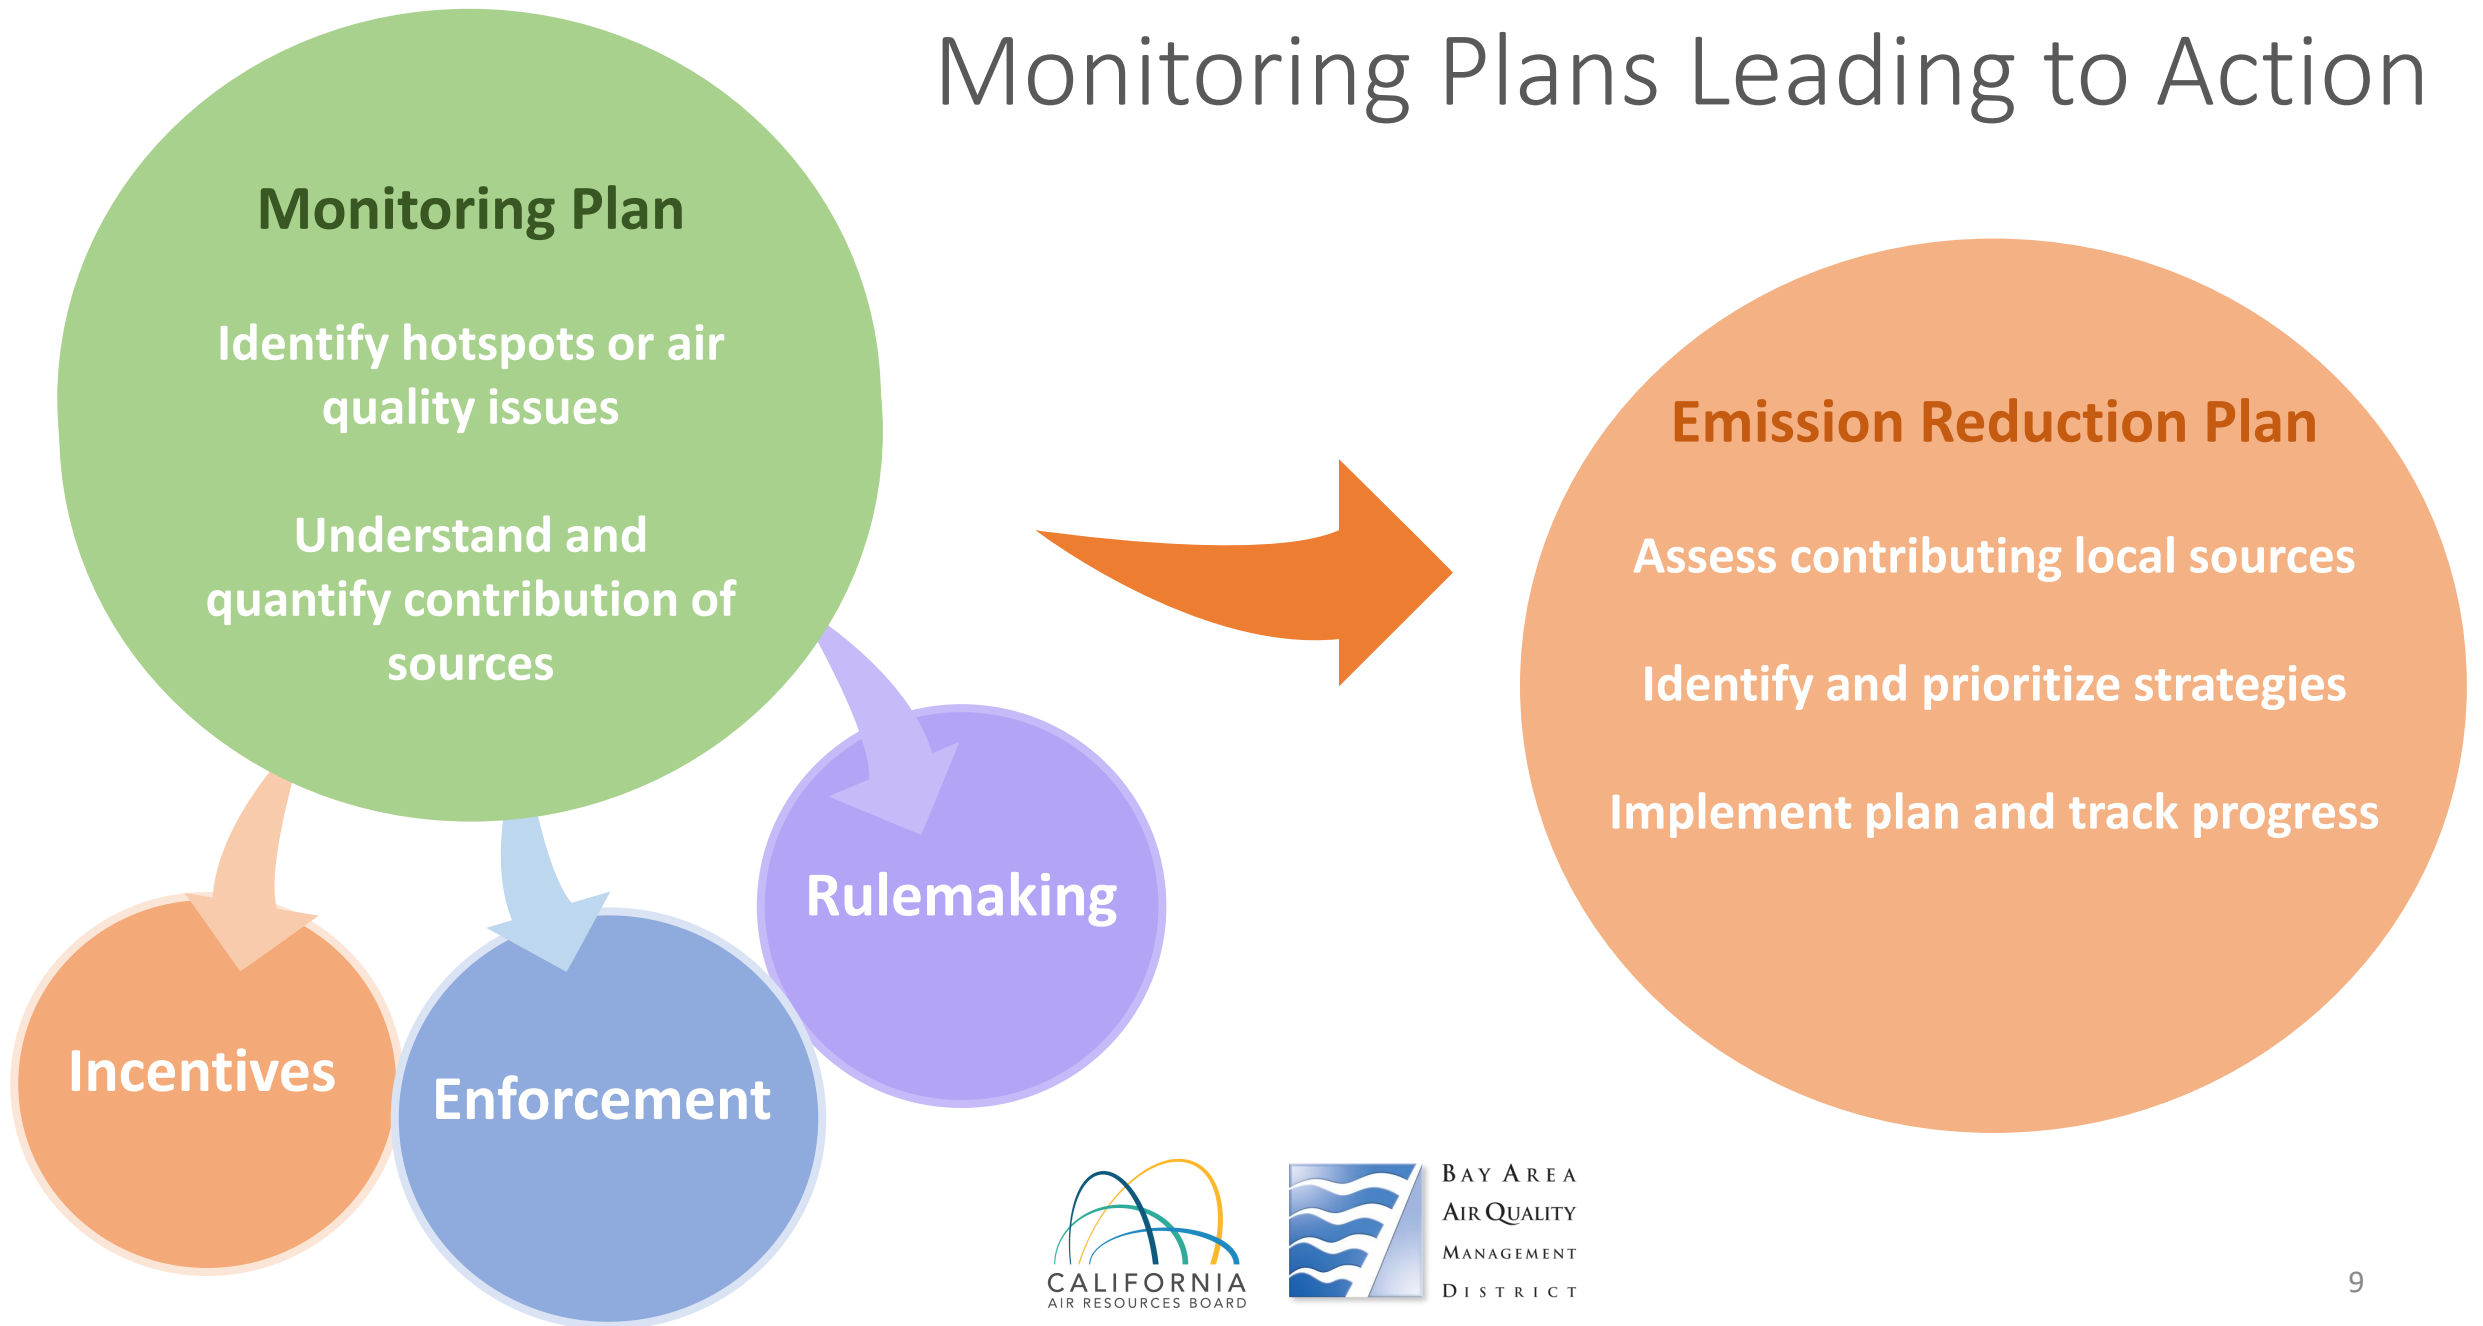 Monitoring Plans Leading to Action
Monitoring Plan
Identify hotspots or air
quality issues
Understand and
quantify contribution of
sources
Emission Reduction Plan
Assess contributing local sources
Identify and prioritize strategies
Implement plan and track progress
Rulemaking
Incentives
Enforcement
CALIFORNIA
AIR RESOURCES BOARD
BAY AREA
AIR QUALITY
MANAGEMENT
DISTRICT
9